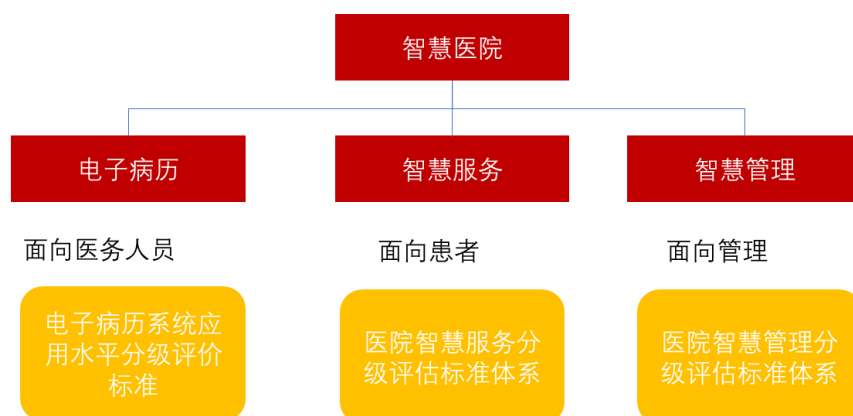 智慧医院
电子病历
智慧服务
智慧管理
面向医务人员
面向患者
面向管理
电子病历系统应
用水平分级评价
标准
医院智慧服务分
级评估标准体系
医院智慧管理分
级评估标准体系